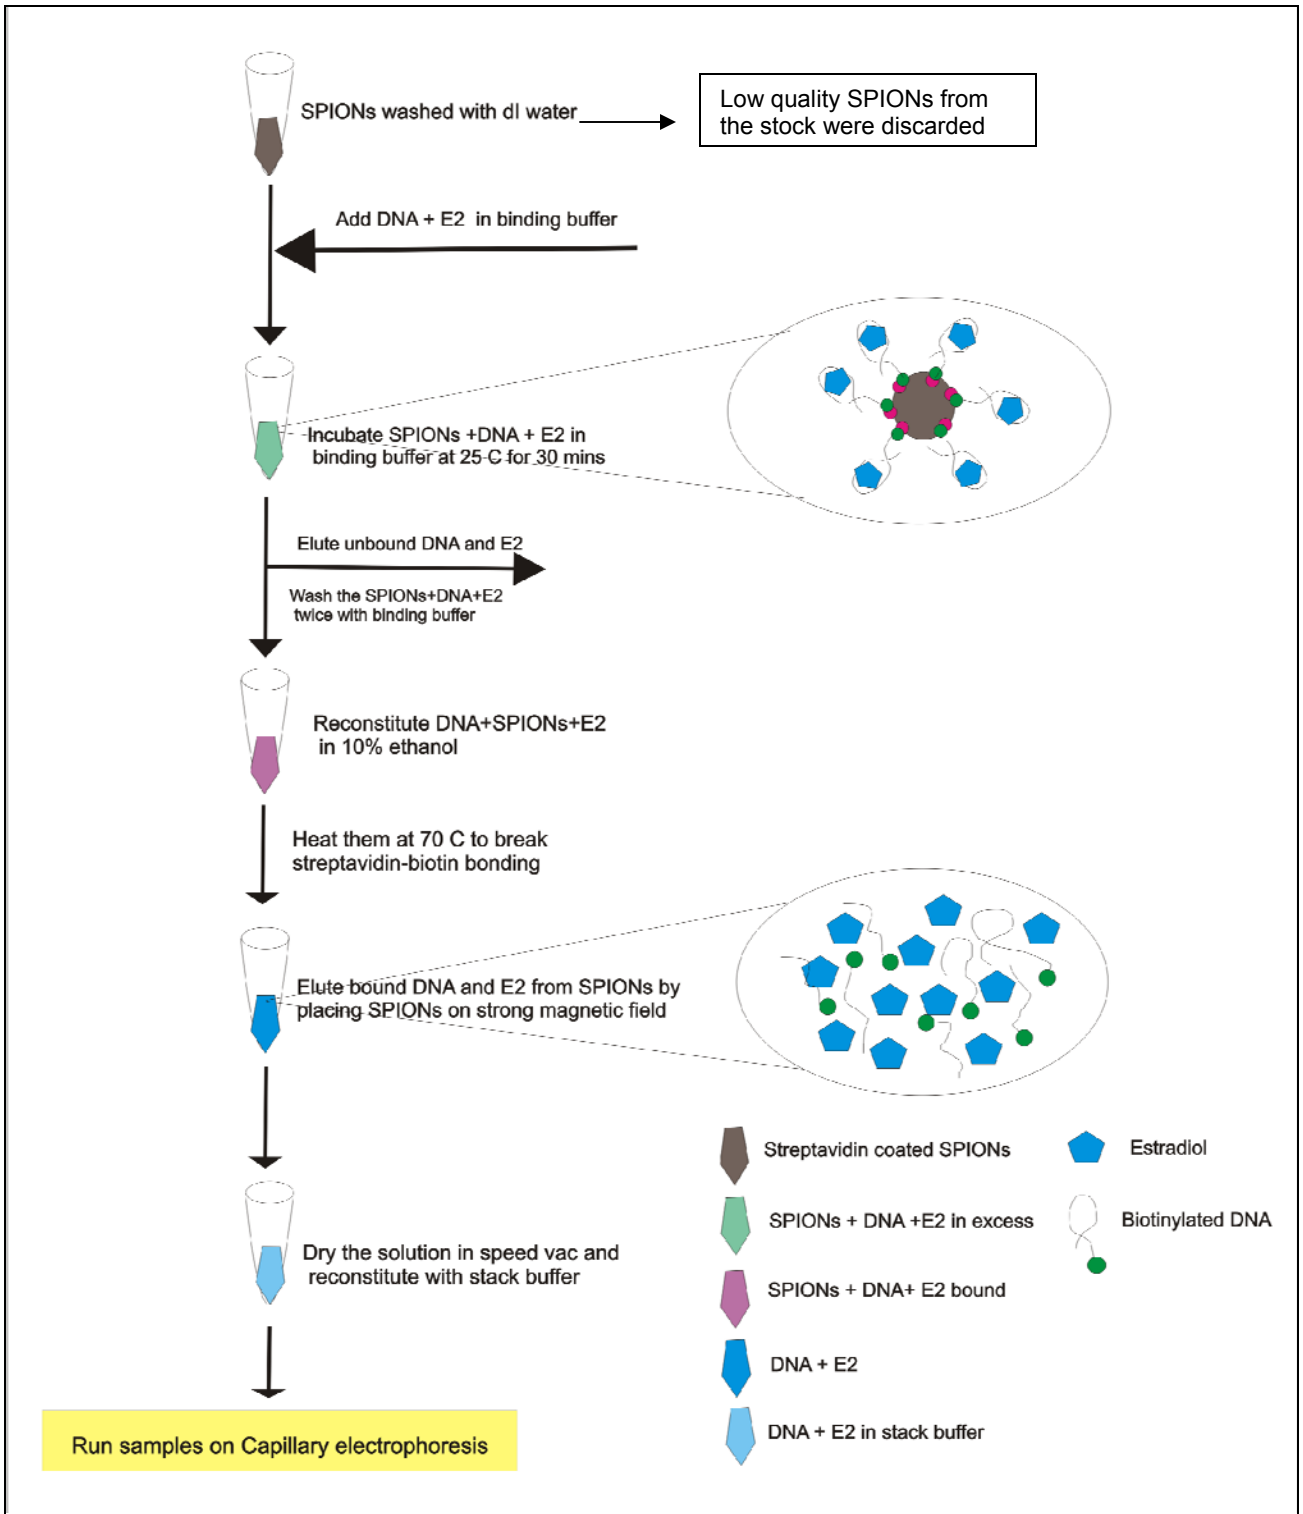 SPIONs washed with dI water
Low quality SPIONs from
the stock were discarded
Add DNA + E2 in binding buffer
Incubate SPIONs +DNA + E2 in
binding buffer at 25 C for 30 mins
Elute unbound DNA and E2
Wash the SPIONs+DNA+E2
twice with binding buffer
Reconstitute DNA+SPIONs+E2
in 10% ethanol
Heat them at 70 C to break
streptavidin-biotin bonding
Elute bound DNA and E2 from SPIONs by
placing SPIONs on strong magnetic field
Dry the solution in speed vac and
reconstitute with stack buffer
Run samples on Capillary electrophoresis
Streptavidin coated SPIONs
SPIONs + DNA +E2 in excess
SPIONs + DNA+ E2 bound
DNA + E2
DNA + E2 in stack buffer
Estradiol
Biotinylated DNA